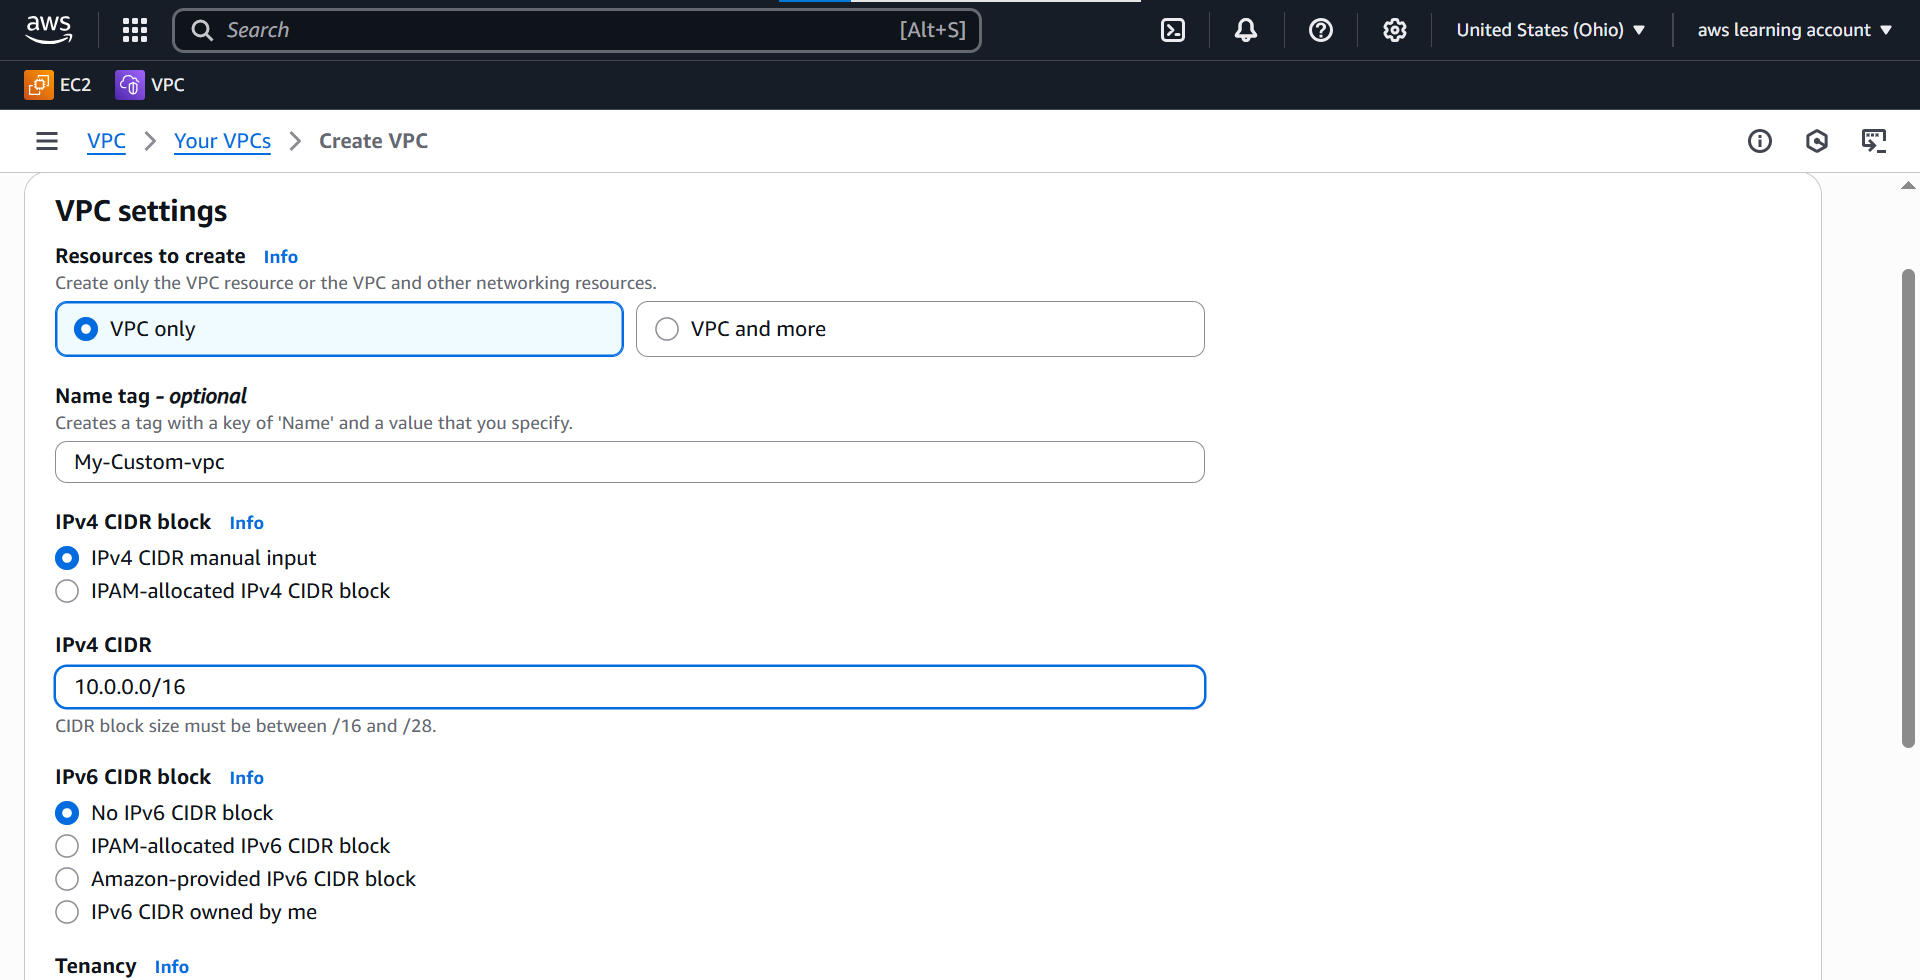 aws
Search [Alt+S] United States (Ohio) aws learning account
EC2 VPC
VPC Your VPCs Create VPC
VPC settings
Resources to create Info
Create only the VPC resource or the VPC and other networking resources.
VPC only VPC and more
Name tag - optional
Creates a tag with a key of 'Name' and a value that you specify.
My-Custom-vpc
IPv4 CIDR block Info
IPv4 CIDR manual input
IPAM-allocated IPv4 CIDR block
IPv4 CIDR
10.0.0.0/16
CIDR block size must be between /16 and /28.
IPv6 CIDR block Info
No IPv6 CIDR block
IPAM-allocated IPv6 CIDR block
Amazon-provided IPv6 CIDR block
IPv6 CIDR owned by me
Tenancy Info